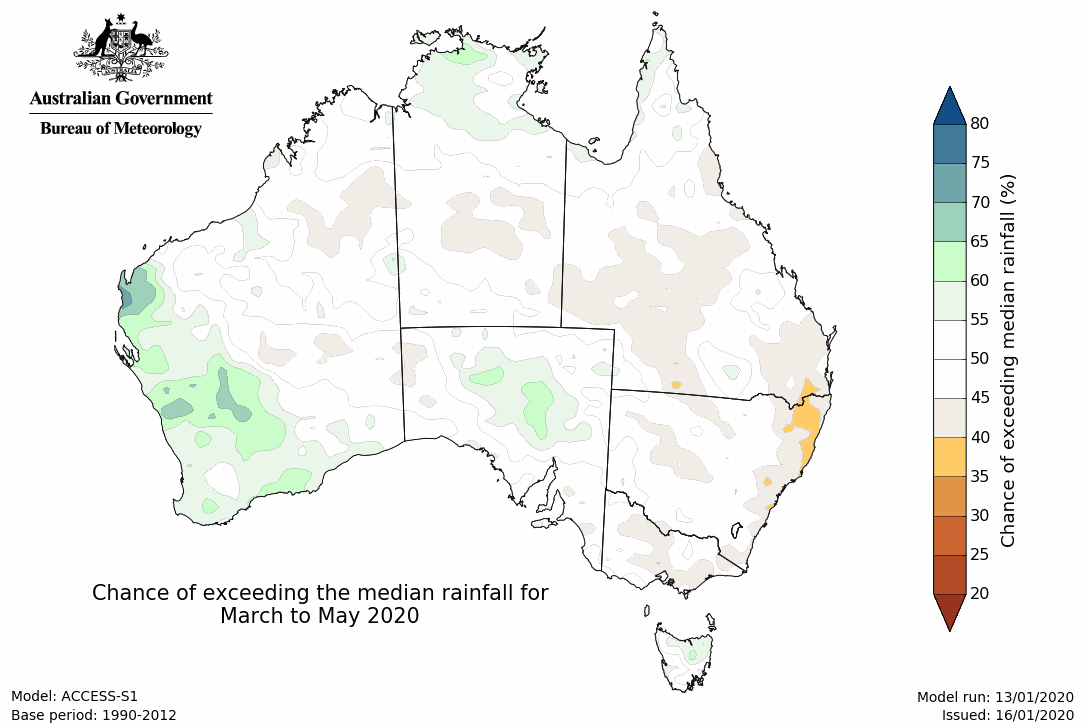 Australian Government
Bureau of Meteorology
80
75
70
65
60
55
50
45
40
35
30
25
20
Chance of exceeding median rainfall (%)
Chance of exceeding the median rainfall for
March to May 2020
Model: ACCESS-S1
Base period: 1990-2012
Model run: 13/01/2020
Issued: 16/01/2020